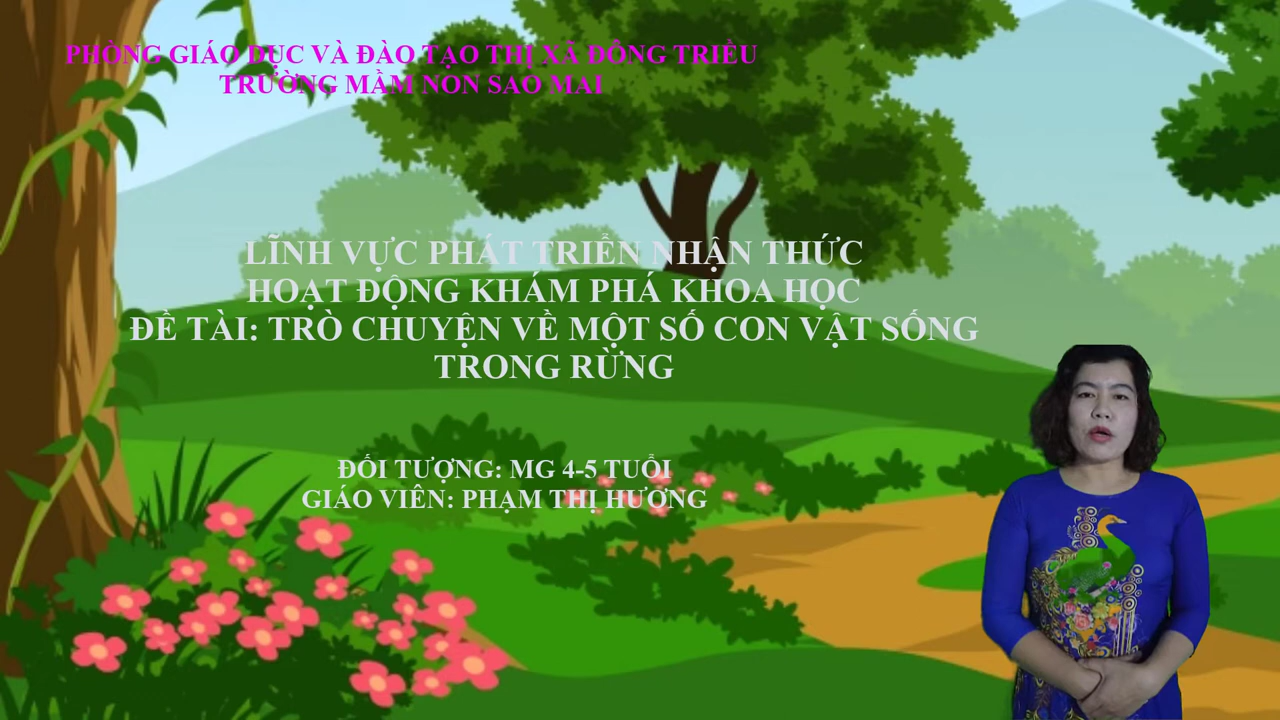 PHÒNG GIÁO DỤC VÀ ĐÀO TẠO THỊ XÃ ĐÔNG TRIỀU
TRƯỜNG MẦM NON SAO MAI
LĨNH VỰC PHÁT TRIỂN NHẬN THỨC
HOẠT ĐỘNG KHÁM PHÁ KHOA HỌC
ĐỀ TÀI: TRÒ CHUYỆN VỀ MỘT SỐ CON VẬT SỐNG
TRONG RỪNG
ĐỐI TƯỢNG: MG 4-5 TUỔI
GIÁO VIÊN: PHẠM THỊ HƯƠNG